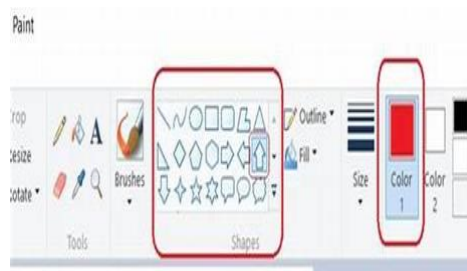 Paint
rop
esize
otate
Brushes
Tools
A
Shapes
Outline
Fill
Size
Color
1
Color
2